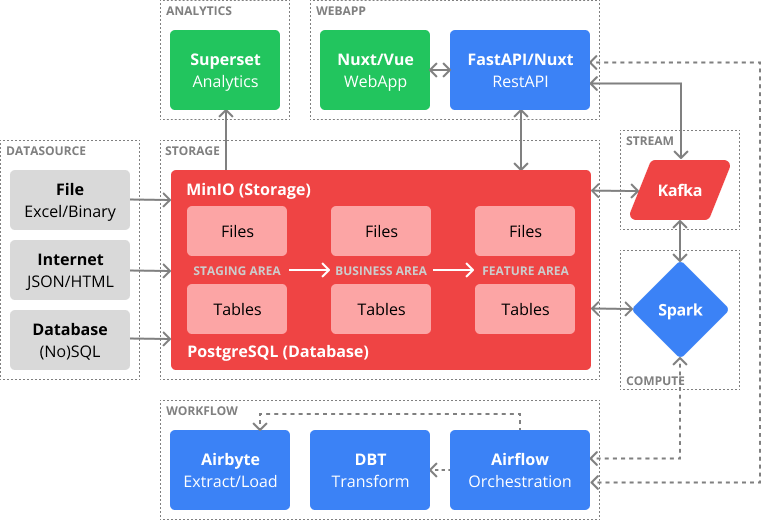 ANALYTICS
Superset
Analytics
WEBAPP
Nuxt/Vue
WebApp
FastAPI/Nuxt
RestAPI
DATASOURCE
File
Excel/Binary
Internet
JSON/HTML
Database
(No)SQL
STORAGE
MinIO (Storage)
Files
Files
Files
STAGING AREA
BUSINESS AREA
FEATURE AREA
Tables
Tables
Tables
PostgreSQL (Database)
STREAM
Kafka
Spark
COMPUTE
WORKFLOW
Airbyte
Extract/Load
DBT
Transform
Airflow
Orchestration